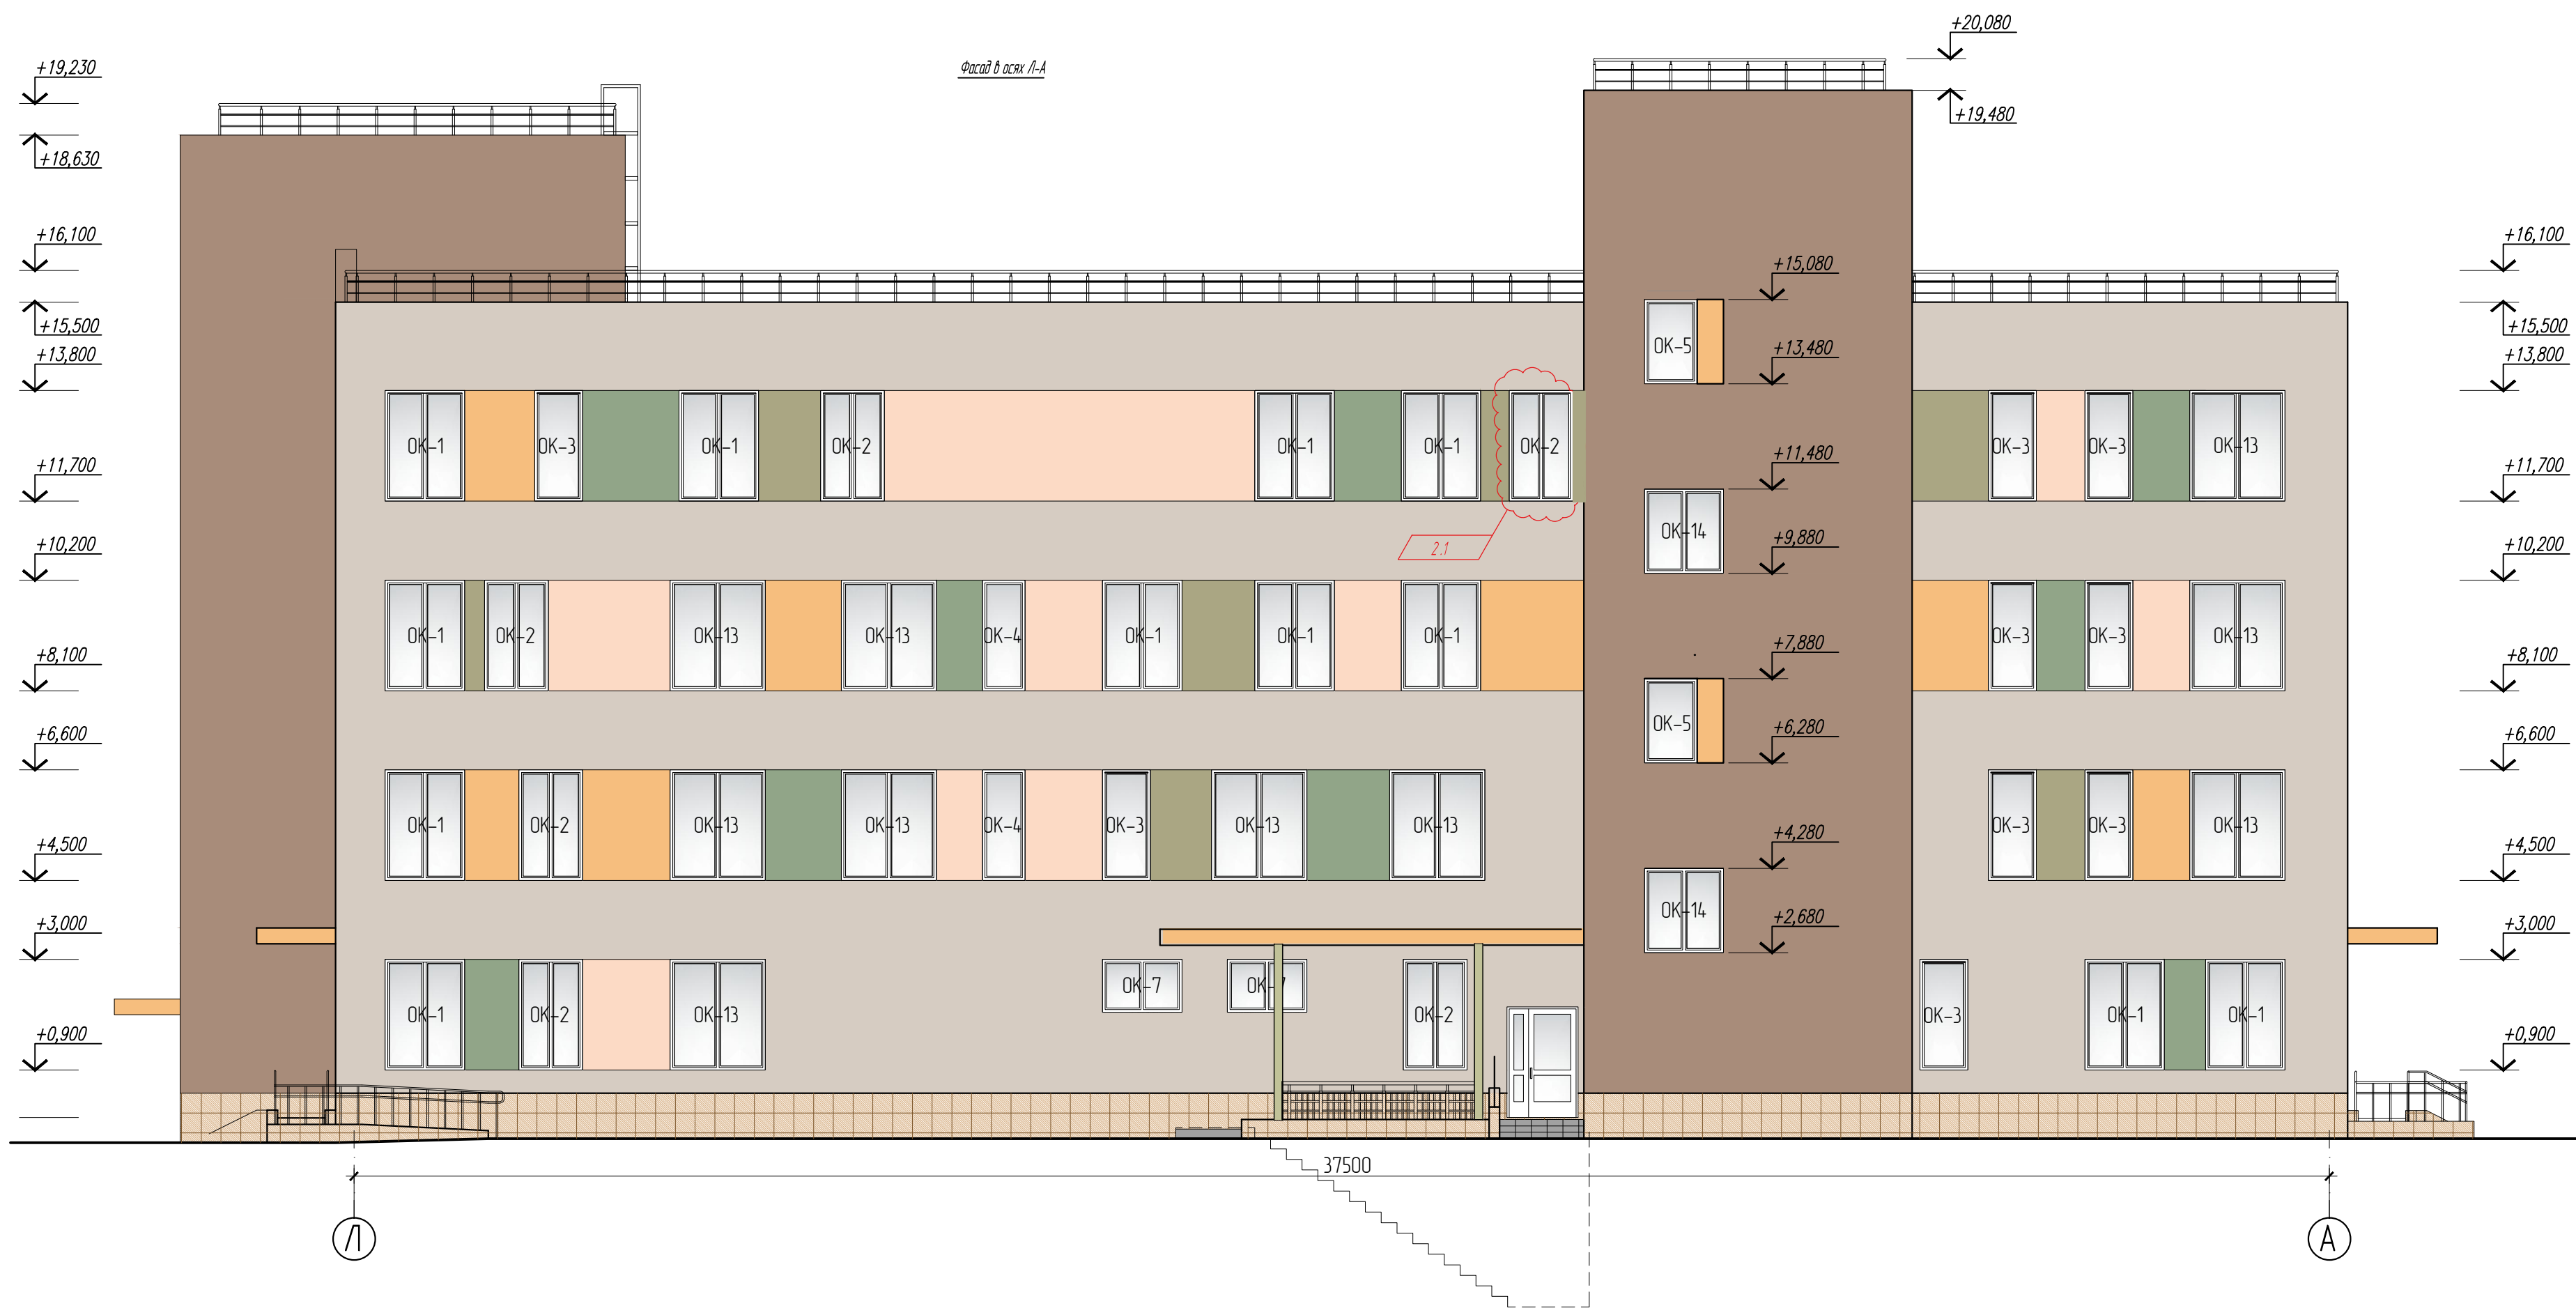 +20,080
Фасад в осях Л-А
+19,230
+19,480
+18,630
+16,100
+16,100
+15,080
+15,500
+15,500
+13,800
ОК-5
+13,480
+13,800
ОК-1
ОК-3
ОК-1
ОК-2
ОК-1
ОК-1
ОК-2
ОК-3
ОК-3
ОК-13
+11,700
+11,480
+11,700
2.1
ОК-14
+10,200
+9,880
+10,200
ОК-1
ОК-2
ОК-13
ОК-13
ОК-4
ОК-1
ОК-1
ОК-1
ОК-3
ОК-3
ОК-13
+8,100
+7,880
+8,100
ОК-5
+6,600
+6,280
+6,600
ОК-1
ОК-2
ОК-13
ОК-13
ОК-4
ОК-3
ОК-13
ОК-13
ОК-3
ОК-3
ОК-13
+4,500
+4,280
+4,500
ОК-14
+3,000
+2,680
+3,000
ОК-7
ОК-7
ОК-1
ОК-2
ОК-13
ОК-2
ОК-3
ОК-1
ОК-1
+0,900
+0,900
37500
Л
А